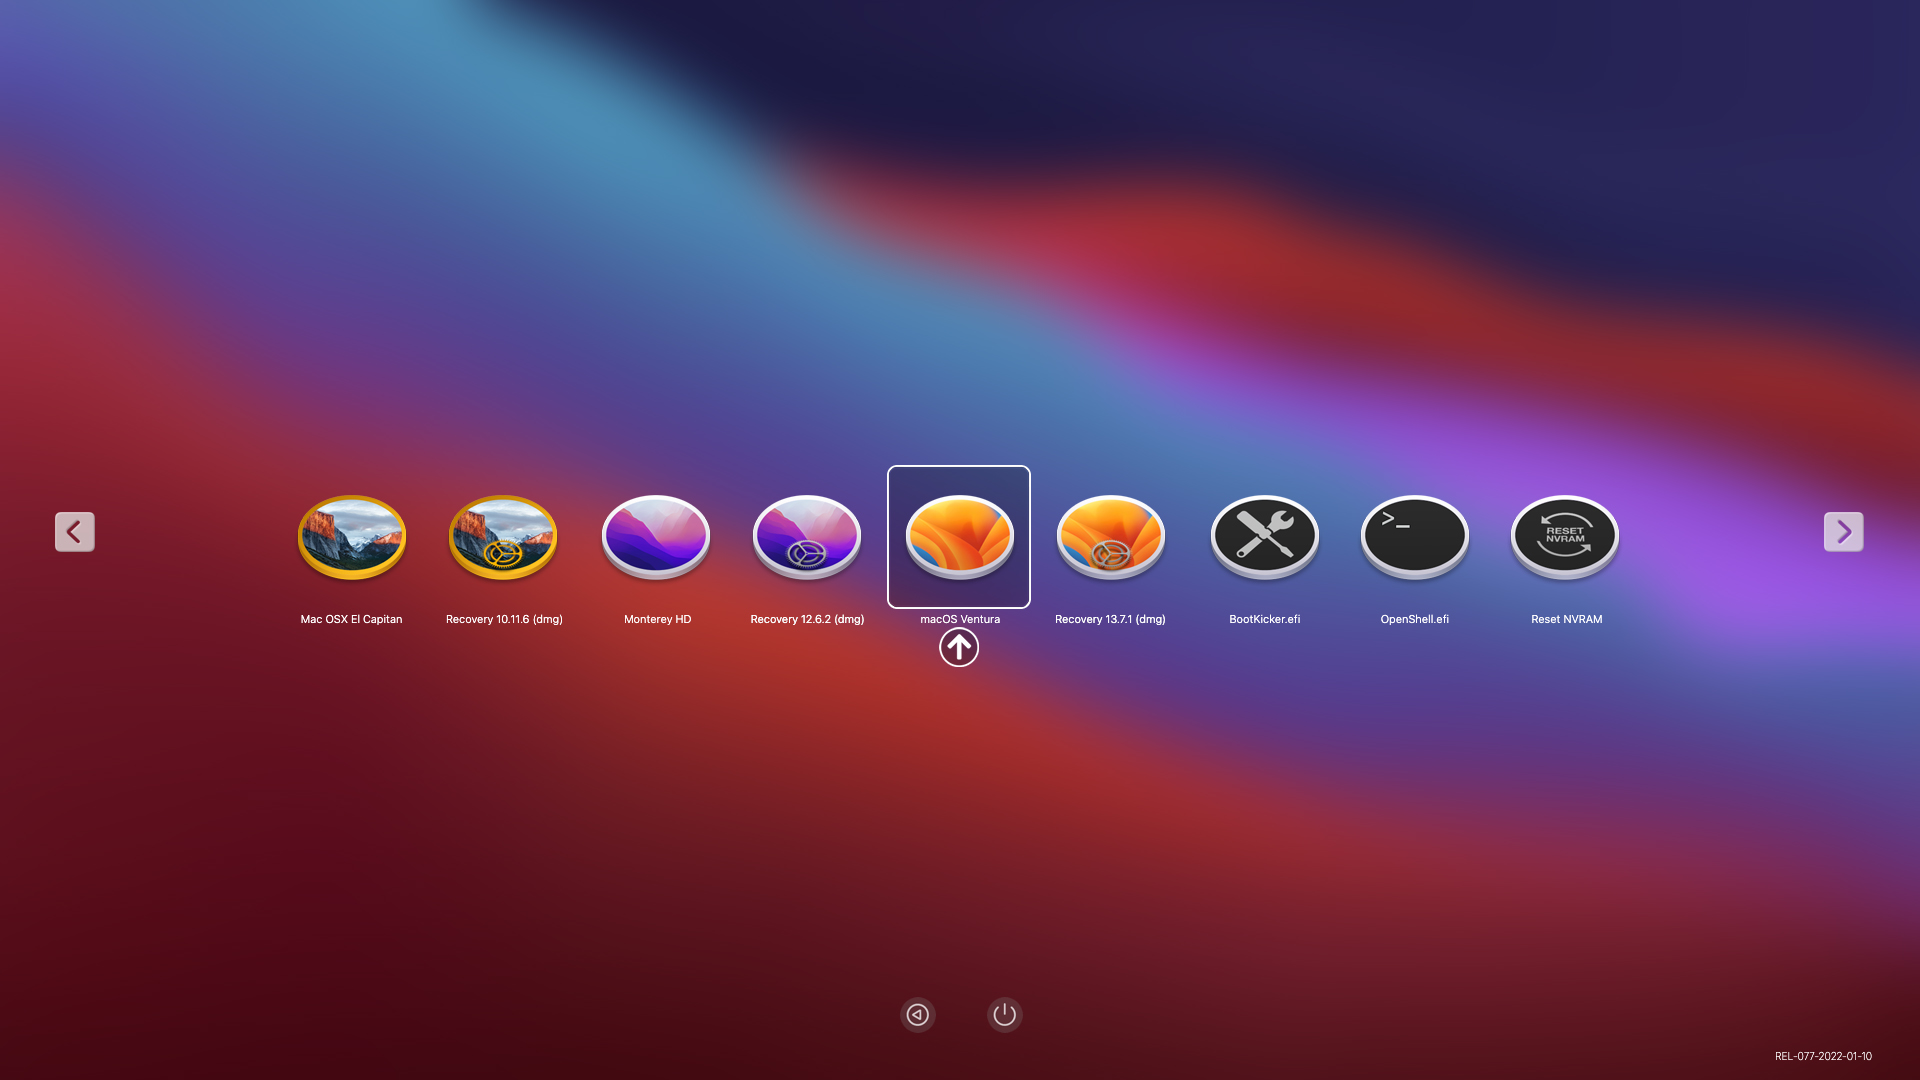 >_
RESET
NVRAM
Mac OSX El Capitan
Recovery 10.11.6 (dmg)
Monterey HD
Recovery 12.6.2 (dmg)
macOS Ventura
Recovery 13.7.1 (dmg)
BootKicker.efi
OpenShell.efi
Reset NVRAM
REL-077-2022-01-10